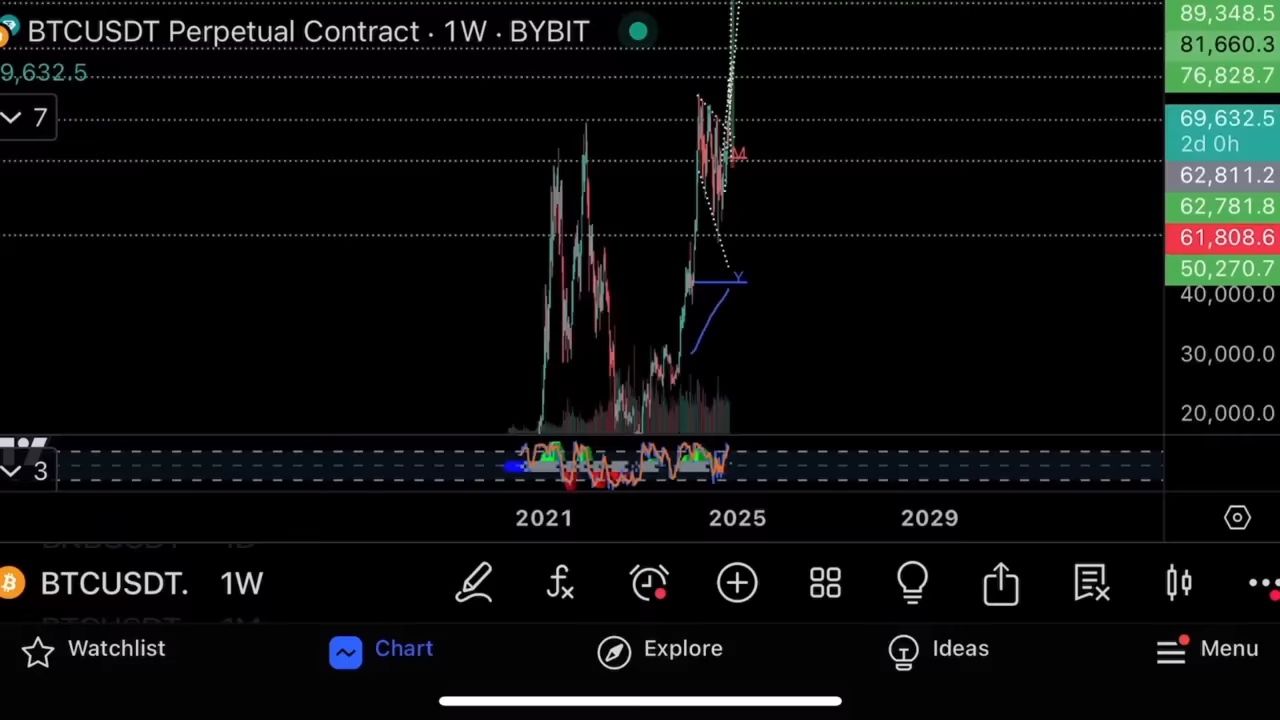 BTCUSDT Perpetual Contract · 1W · BYBIT
9,632.5
7
89,348.5
81,660.3
76,828.7
69,632.5
2d 0h
62,811.2
62,781.8
61,808.6
50,270.7
40,000.0
30,000.0
20,000.0
M
Y
3
2021 2025 2029
BTCUSDT. 1W
Watchlist Chart Explore Ideas Menu